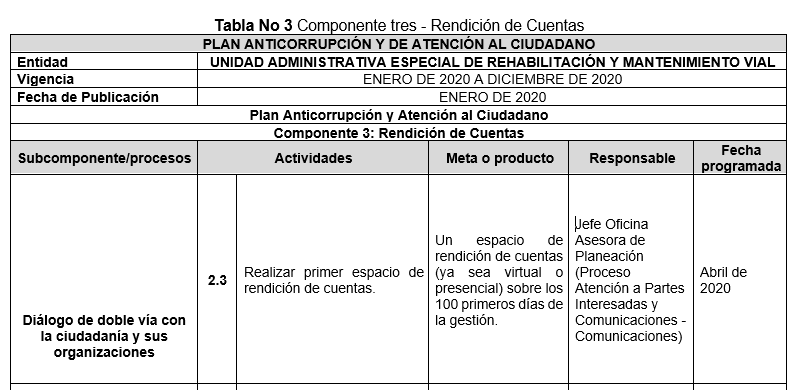 Tabla No 3 Componente tres - Rendición de Cuentas
PLAN ANTICORRUPCIÓN Y DE ATENCIÓN AL CIUDADANO
Entidad UNIDAD ADMINISTRATIVA ESPECIAL DE REHABILITACIÓN Y MANTENIMIENTO VIAL
Vigencia ENERO DE 2020 A DICIEMBRE DE 2020
Fecha de Publicación ENERO DE 2020
Plan Anticorrupción y Atención al Ciudadano
Componente 3: Rendición de Cuentas
Subcomponente/procesos Actividades Meta o producto Responsable Fecha
programada
Diálogo de doble vía con
la ciudadanía y sus
organizaciones
2.3
Realizar primer espacio de
rendición de cuentas.
Un espacio de
rendición de cuentas
(ya sea virtual o
presencial) sobre los
100 primeros días de
la gestión.
Jefe Oficina
Asesora de
Planeación
(Proceso
Atención a Partes
Interesadas y
Comunicaciones -
Comunicaciones)
Abril de
2020